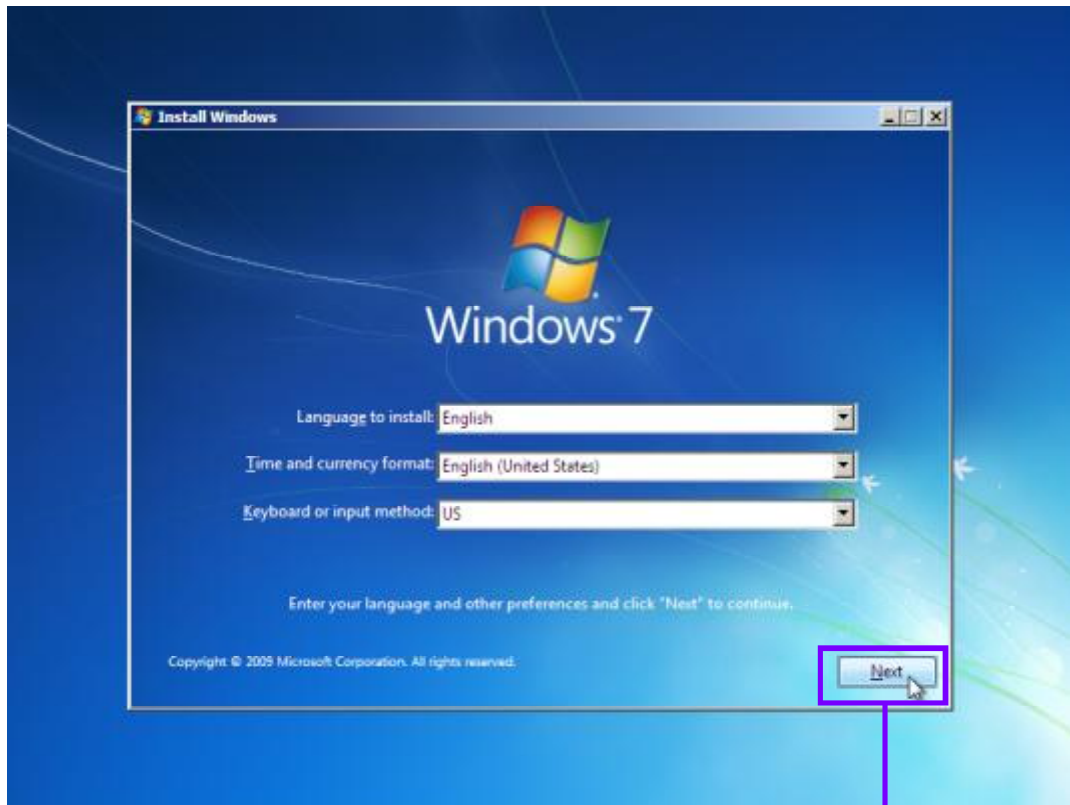 Install Windows
Windows 7
Language to install: English
Time and currency format: English (United States)
Keyboard or input method: US
Enter your language and other preferences and click "Next" to continue.
Copyright © 2009 Microsoft Corporation. All rights reserved.
Next